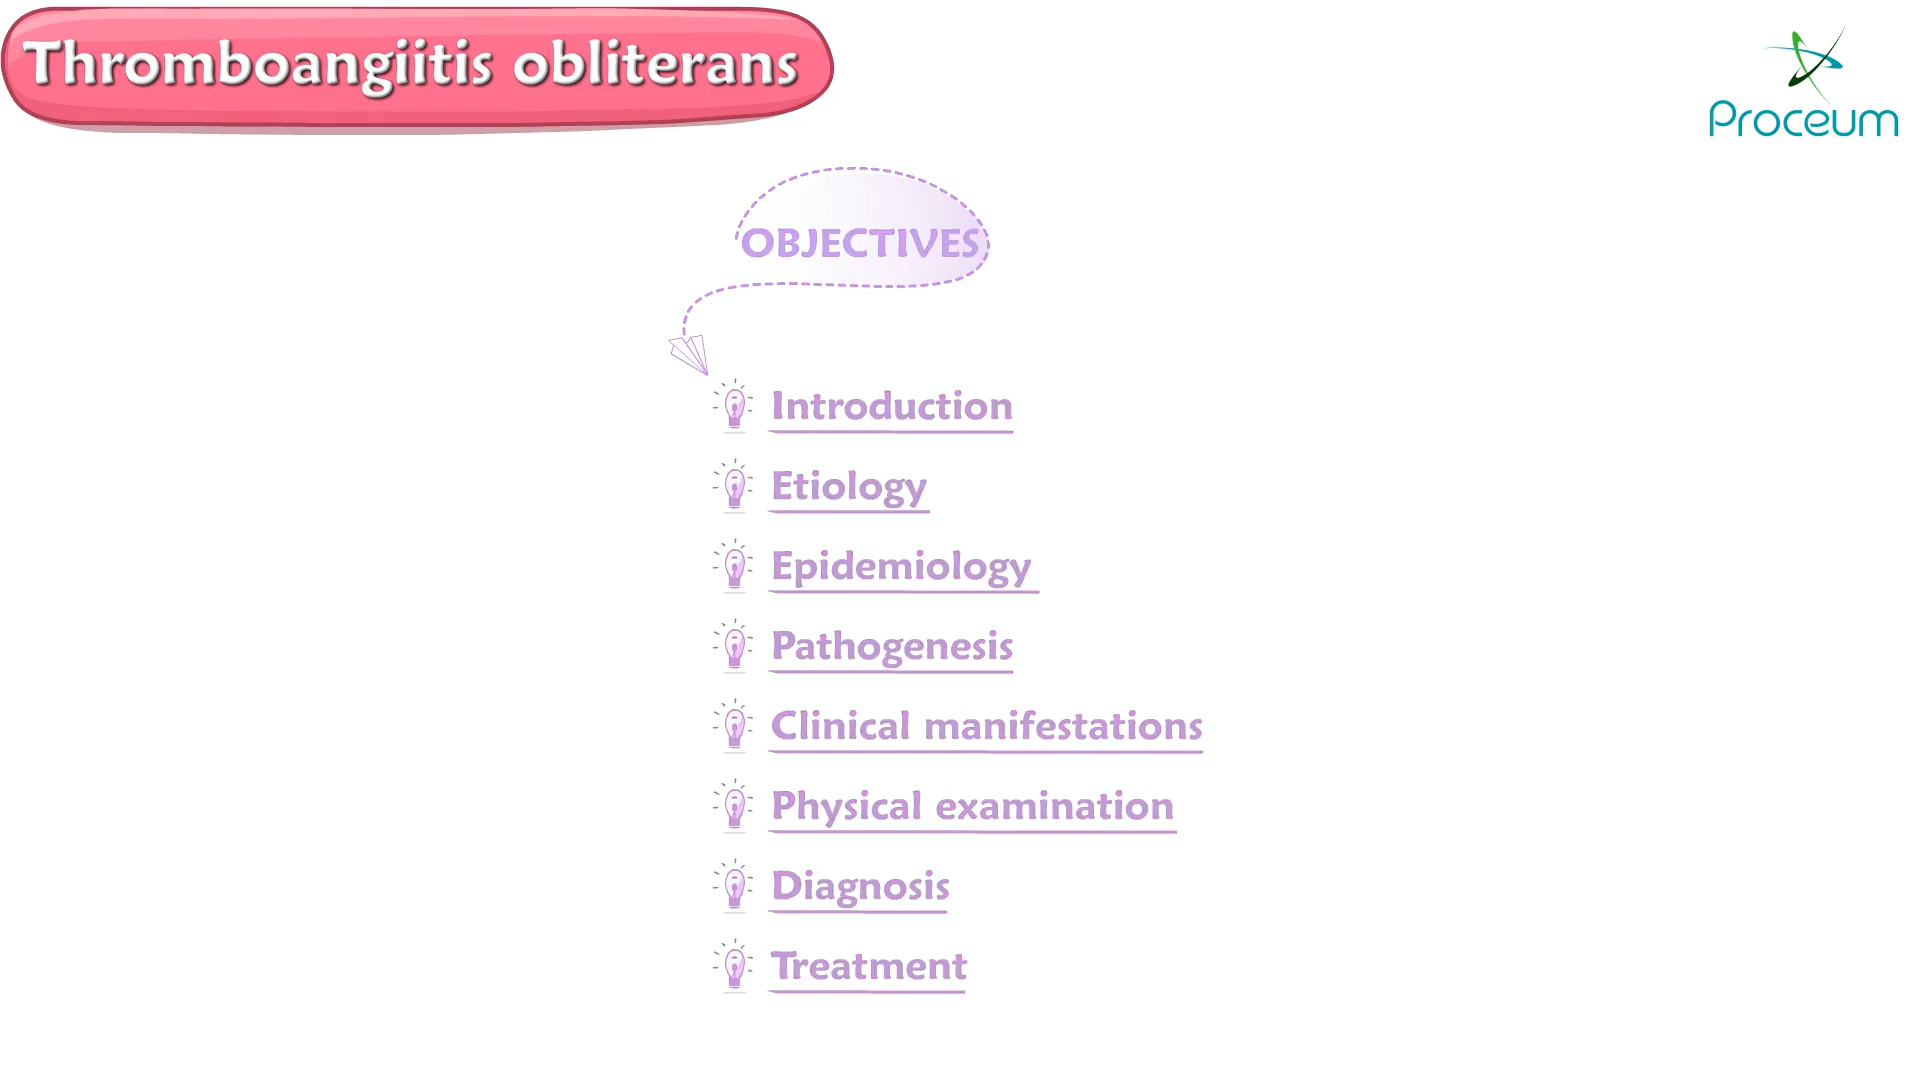 Thromboangiitis obliterans
Proceum
OBJECTIVES
Introduction
Etiology
Epidemiology
Pathogenesis
Clinical manifestations
Physical examination
Diagnosis
Treatment